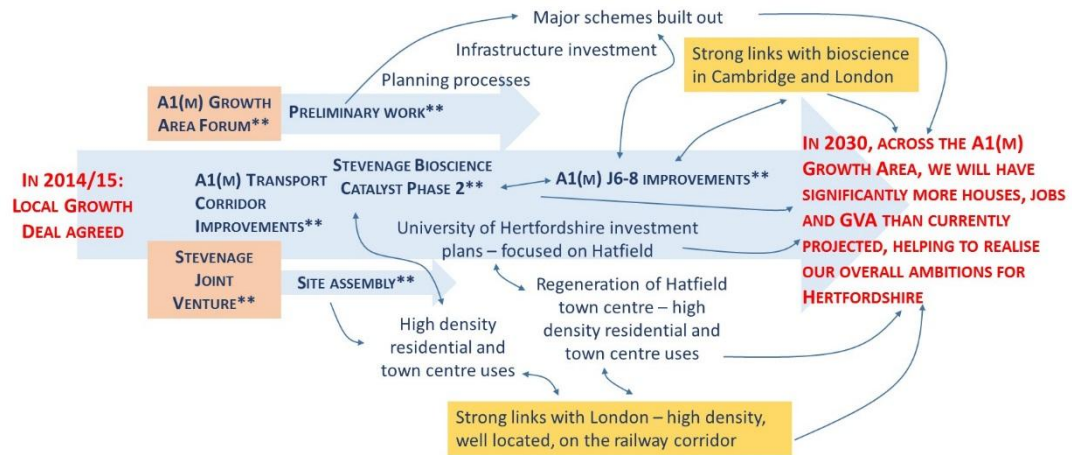 Major schemes built out
Infrastructure investment
Strong links with bioscience
in Cambridge and London
Planning processes
A1(M) GROWTH
AREA FORUM**
PRELIMINARY WORK**
IN 2014/15:
LOCAL GROWTH
DEAL AGREED
A1(M) TRANSPORT
CORRIDOR
IMPROVEMENTS**
STEVENAGE BIOSCIENCE
CATALYST PHASE 2**
A1(M) J6-8 IMPROVEMENTS**
IN 2030, ACROSS THE A1(M)
GROWTH AREA, WE WILL HAVE
SIGNIFICANTLY MORE HOUSES, JOBS
AND GVA THAN CURRENTLY
PROJECTED, HELPING TO REALISE
OUR OVERALL AMBITIONS FOR
HERTFORDSHIRE
University of Hertfordshire investment
plans – focused on Hatfield
STEVENAGE
JOINT
VENTURE**
SITE ASSEMBLY**
Regeneration of Hatfield
town centre – high
density residential and
town centre uses
High density
residential and
town centre uses
Strong links with London – high density,
well located, on the railway corridor